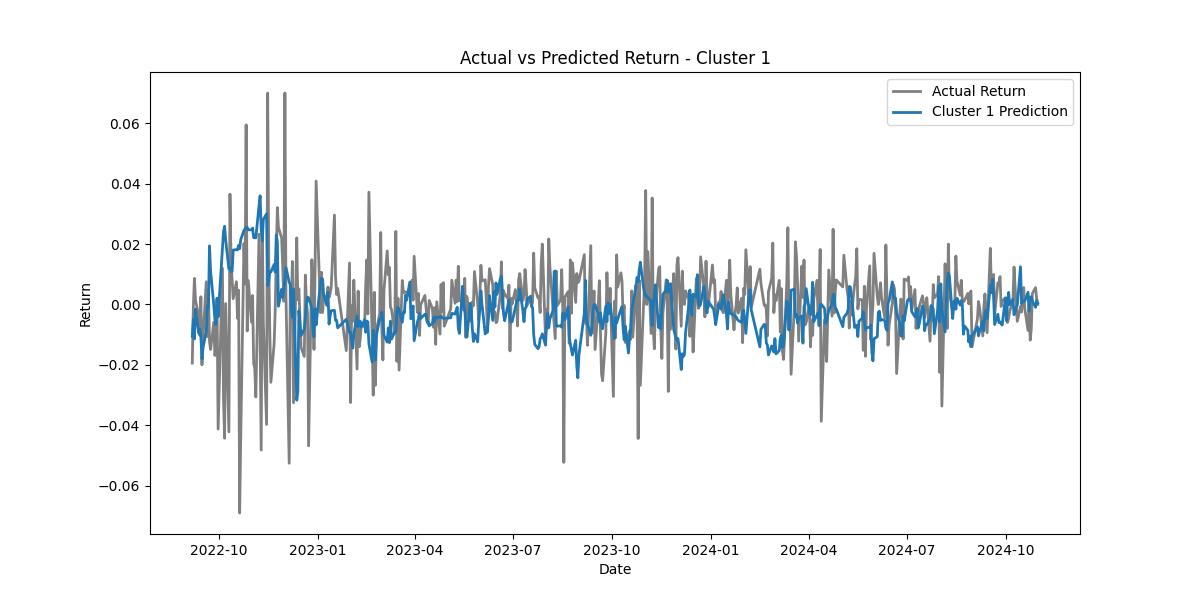 Actual vs Predicted Return - Cluster 1
Actual Return
Cluster 1 Prediction
Return
0.06
0.04
0.02
0.00
−0.02
−0.04
−0.06
2022-10 2023-01 2023-04 2023-07 2023-10 2024-01 2024-04 2024-07 2024-10
Date